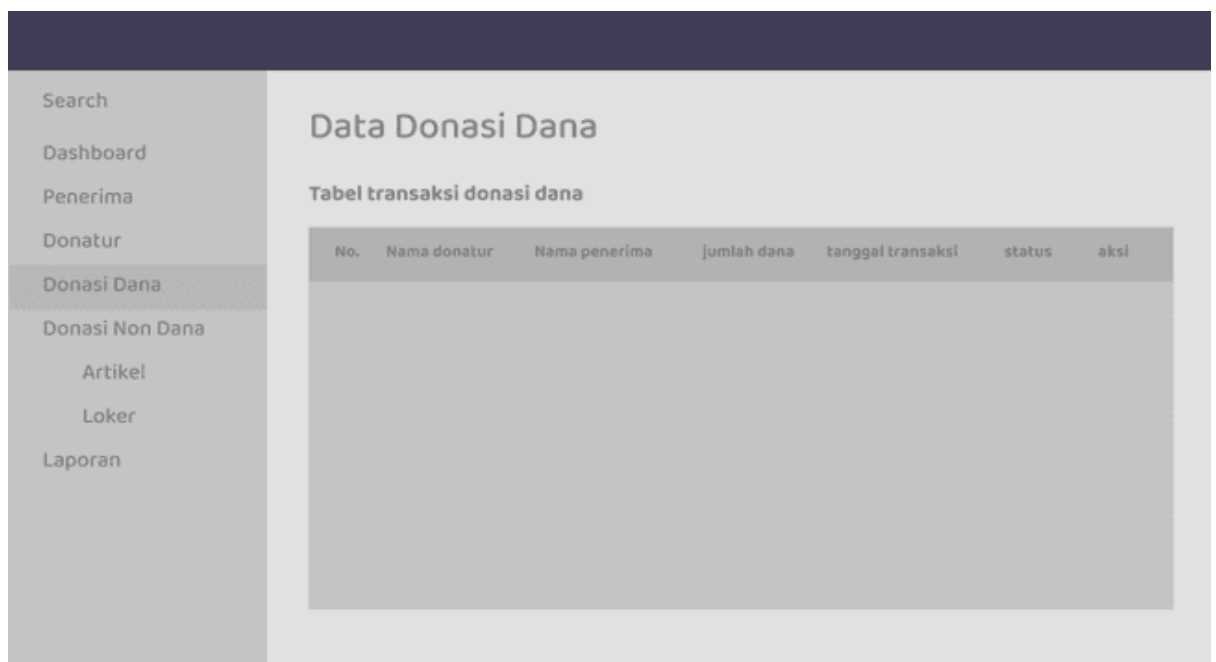 Search
Dashboard
Penerima
Donatur
Donasi Dana
Donasi Non Dana
Artikel
Loker
Laporan
Data Donasi Dana
Tabel transaksi donasi dana
No. Nama donatur Nama penerima jumlah dana tanggal transaksi status aksi